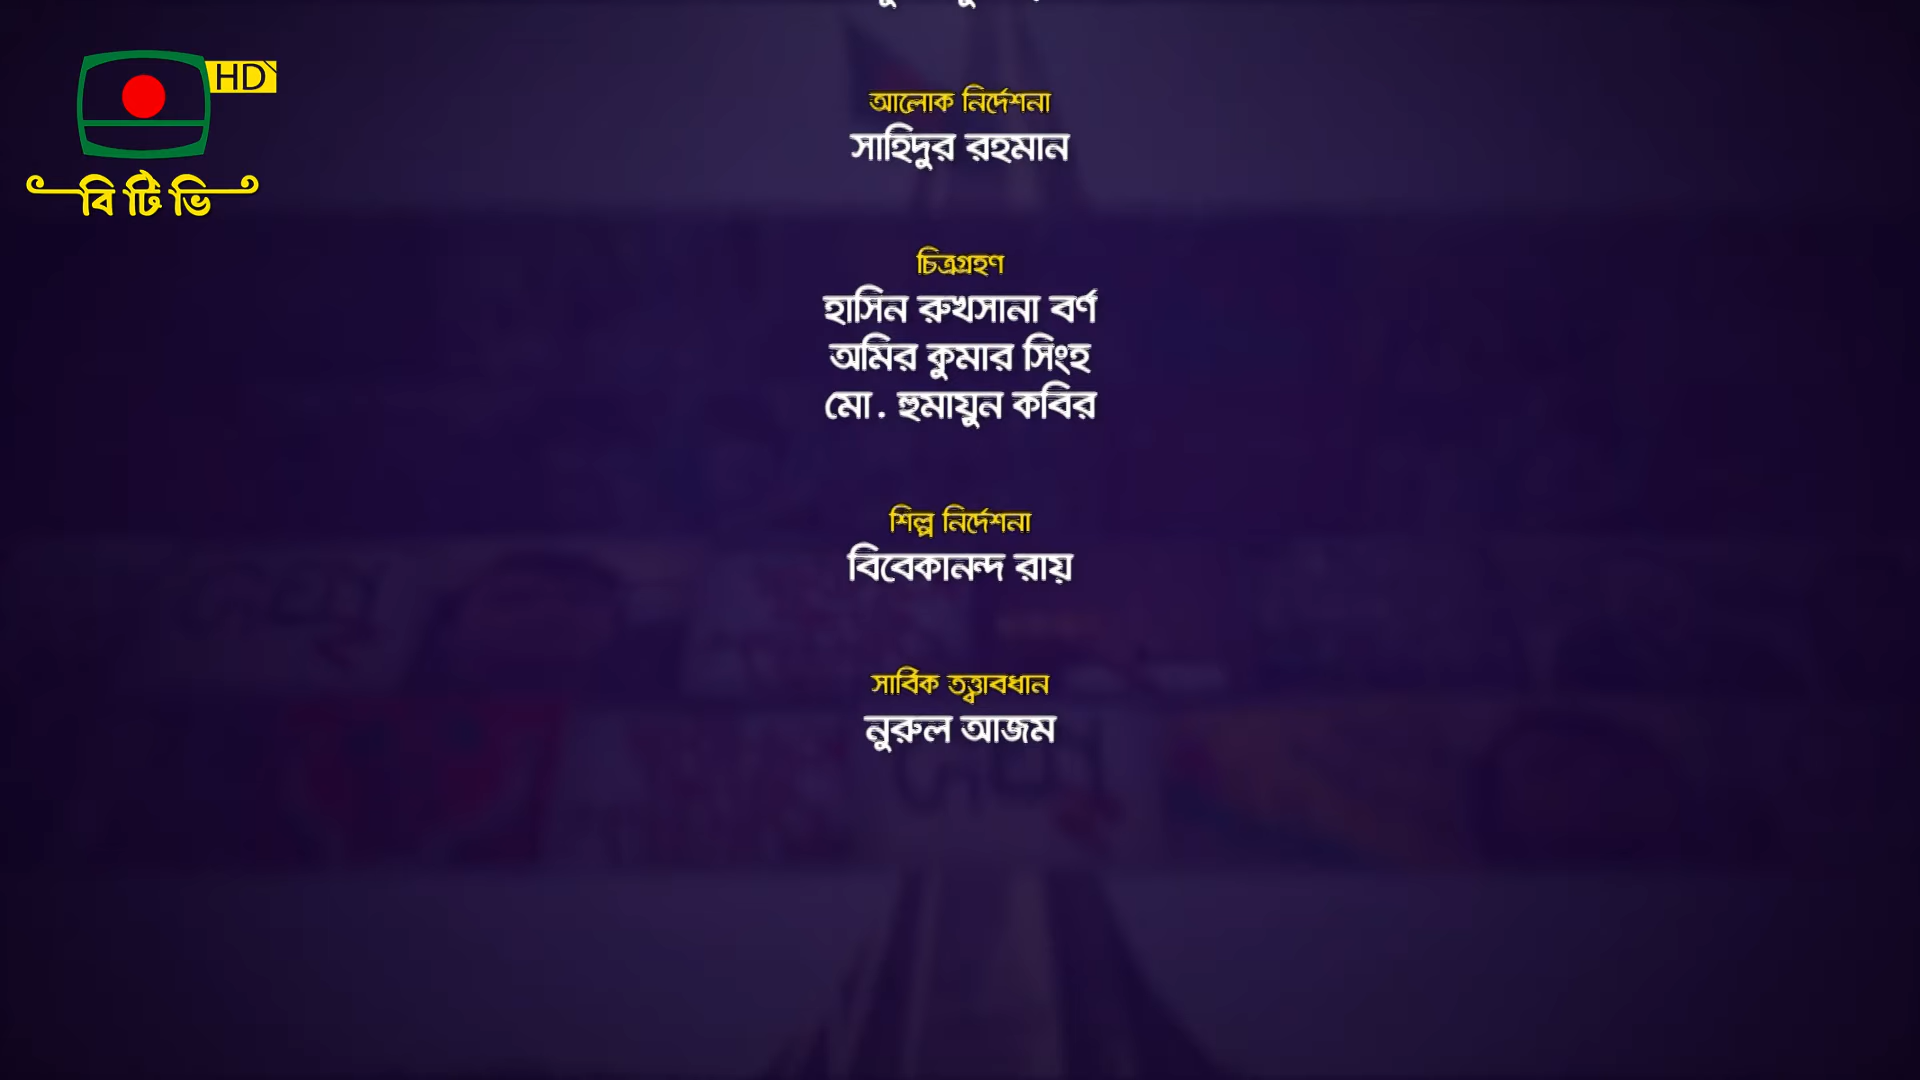 HD
বিটিভি
আলোক নির্দেশনা
সাহিদুর রহমান
চিত্রগ্রহণ
হাসিন রুখসানা বর্ণ
অমির কুমার সিংহ
মো. হুমায়ুন কবির
শিল্প নির্দেশনা
বিবেকানন্দ রায়
সার্বিক তত্ত্বাবধান
নুরুল আজম